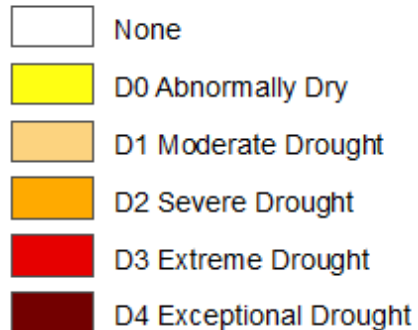 None
D0 Abnormally Dry
D1 Moderate Drought
D2 Severe Drought
D3 Extreme Drought
D4 Exceptional Drought